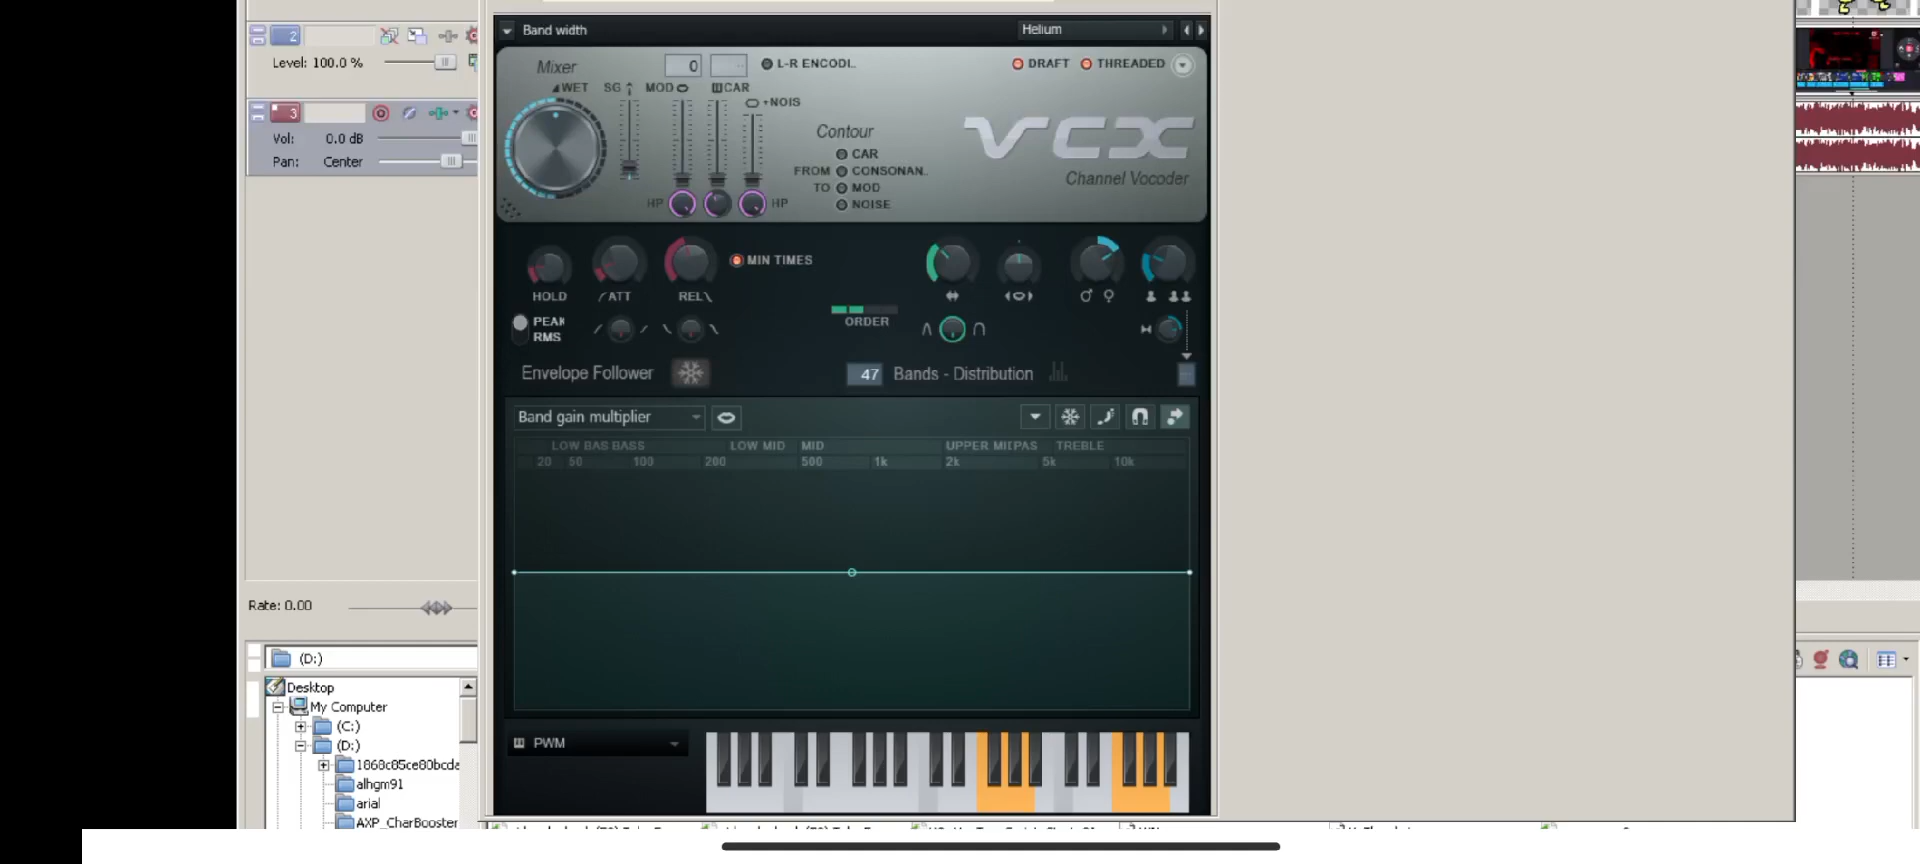 Band width
Helium
2
Level: 100.0 %
3
Vol: 0.0 dB
Pan: Center
Mixer
0
L-R ENCODI..
DRAFT
THREADED
WET
SG
MOD
CAR
+NOIS
Contour
CAR
FROM
CONSONAN..
TO
MOD
NOISE
HP
HP
VCX
Channel Vocoder
HOLD
ATT
REL
MIN TIMES
PEAK
RMS
ORDER
Envelope Follower
47
Bands - Distribution
Band gain multiplier
LOW BAS BASS
LOW MID
MID
UPPER MI
PAS
TREBLE
20
50
100
200
500
1k
2k
5k
10k
Rate: 0.00
(D:)
Desktop
My Computer
(C:)
(D:)
1868c85ce80bcda
alhgm91
arial
AXP_CharBooster
PWM